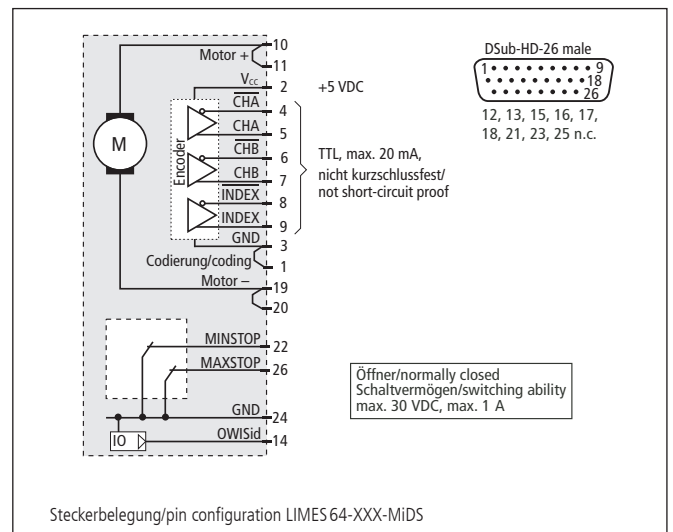 Motor +
10
11
DSub-HD-26 male
1
9
18
26
12, 13, 15, 16, 17,
18, 21, 23, 25 n.c.
Vcc
2
+5 VDC
M
Encoder
CHA
4
CHA
5
CHB
6
CHB
7
INDEX
8
INDEX
9
TTL, max. 20 mA,
nicht kurzschlussfest/
not short-circuit proof
GND
3
Codierung/coding
1
Motor –
19
20
MINSTOP
22
MAXSTOP
26
Öffner/normally closed
Schaltvermögen/switching ability
max. 30 VDC, max. 1 A
GND
24
IO
OWISid
14
Steckerbelegung/pin configuration LIMES 64-XXX-MiDS